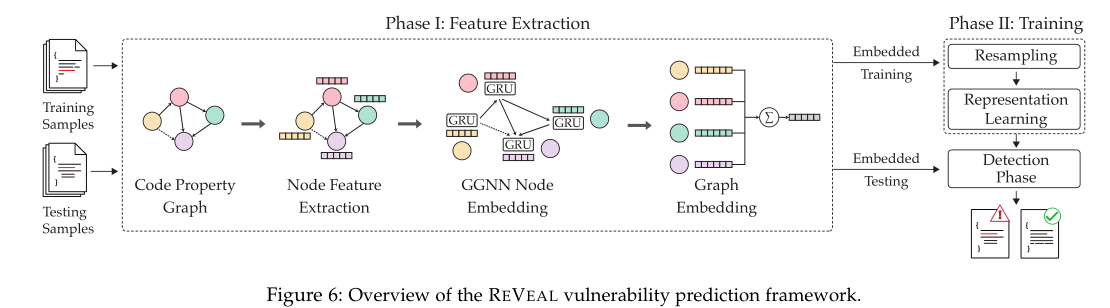 Phase I: Feature Extraction
Phase II: Training
{
Training
Samples
{
Testing
Samples
Code Property
Graph
Node Feature
Extraction
GRU
GRU
GRU
GRU
GGNN Node
Embedding
Σ
Graph
Embedding
Embedded
Training
Embedded
Testing
Resampling
Representation
Learning
Detection
Phase
{
!
{
Figure 6: Overview of the REVEAL vulnerability prediction framework.